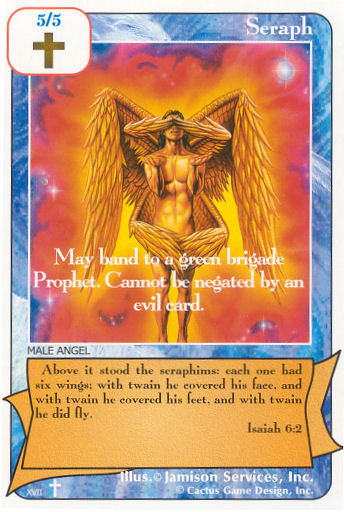 5/5
Seraph
May band to a green brigade
Prophet. Cannot be negated by an
evil card.
MALE ANGEL
Above it stood the seraphims: each one had
six wings; with twain he covered his face, and
with twain he covered his feet, and with twain
he did fly.
Isaiah 6:2
XVII
Illus.© Jamison Services, Inc.
© Cactus Game Design, Inc.